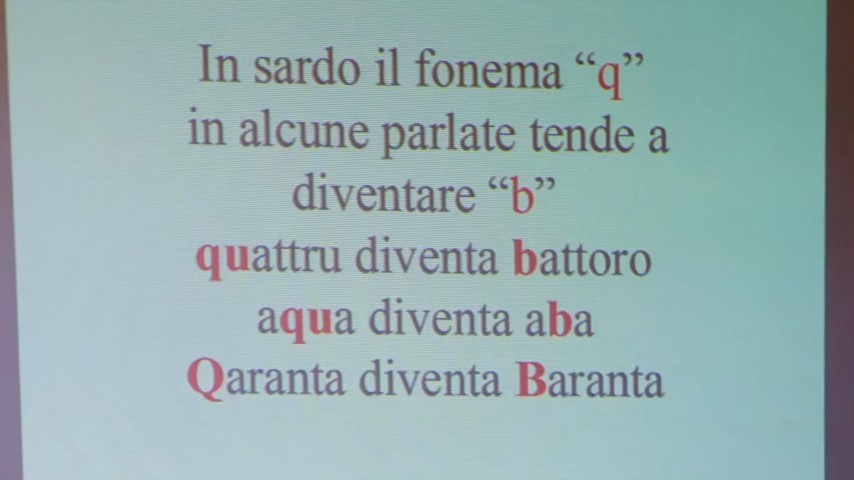 In sardo il fonema “q”
in alcune parlate tende a
diventare “b”
quattru diventa battoro
aqua diventa aba
Qaranta diventa Baranta